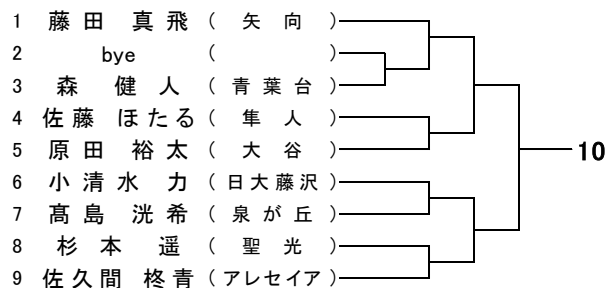 1 藤田 真飛 (矢向)
2 bye ( )
3 森 健人 (青葉台)
4 佐藤 ほたる (隼人)
5 原田 裕太 (大谷)
6 小清水 力 (日大藤沢)
7 髙島 洸希 (泉が丘)
8 杉本 遥 (聖光)
9 佐久間 柊青 (アレセイア)
10